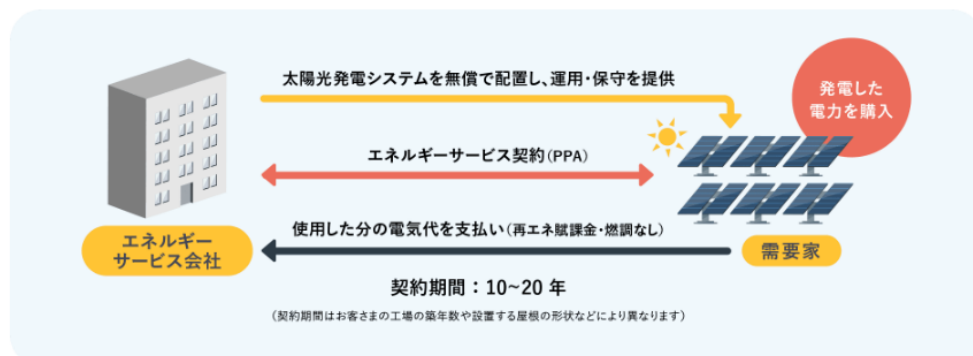 太陽光発電システムを無償で配置し、運用・保守を提供
発電した
電力を購入
エネルギーサービス契約(PPA)
使用した分の電気代を支払い(再エネ賦課金・燃調なし)
エネルギー
サービス会社
需要家
契約期間：10~20 年
(契約期間はお客さまの工場の築年数や設置する屋根の形状などにより異なります)